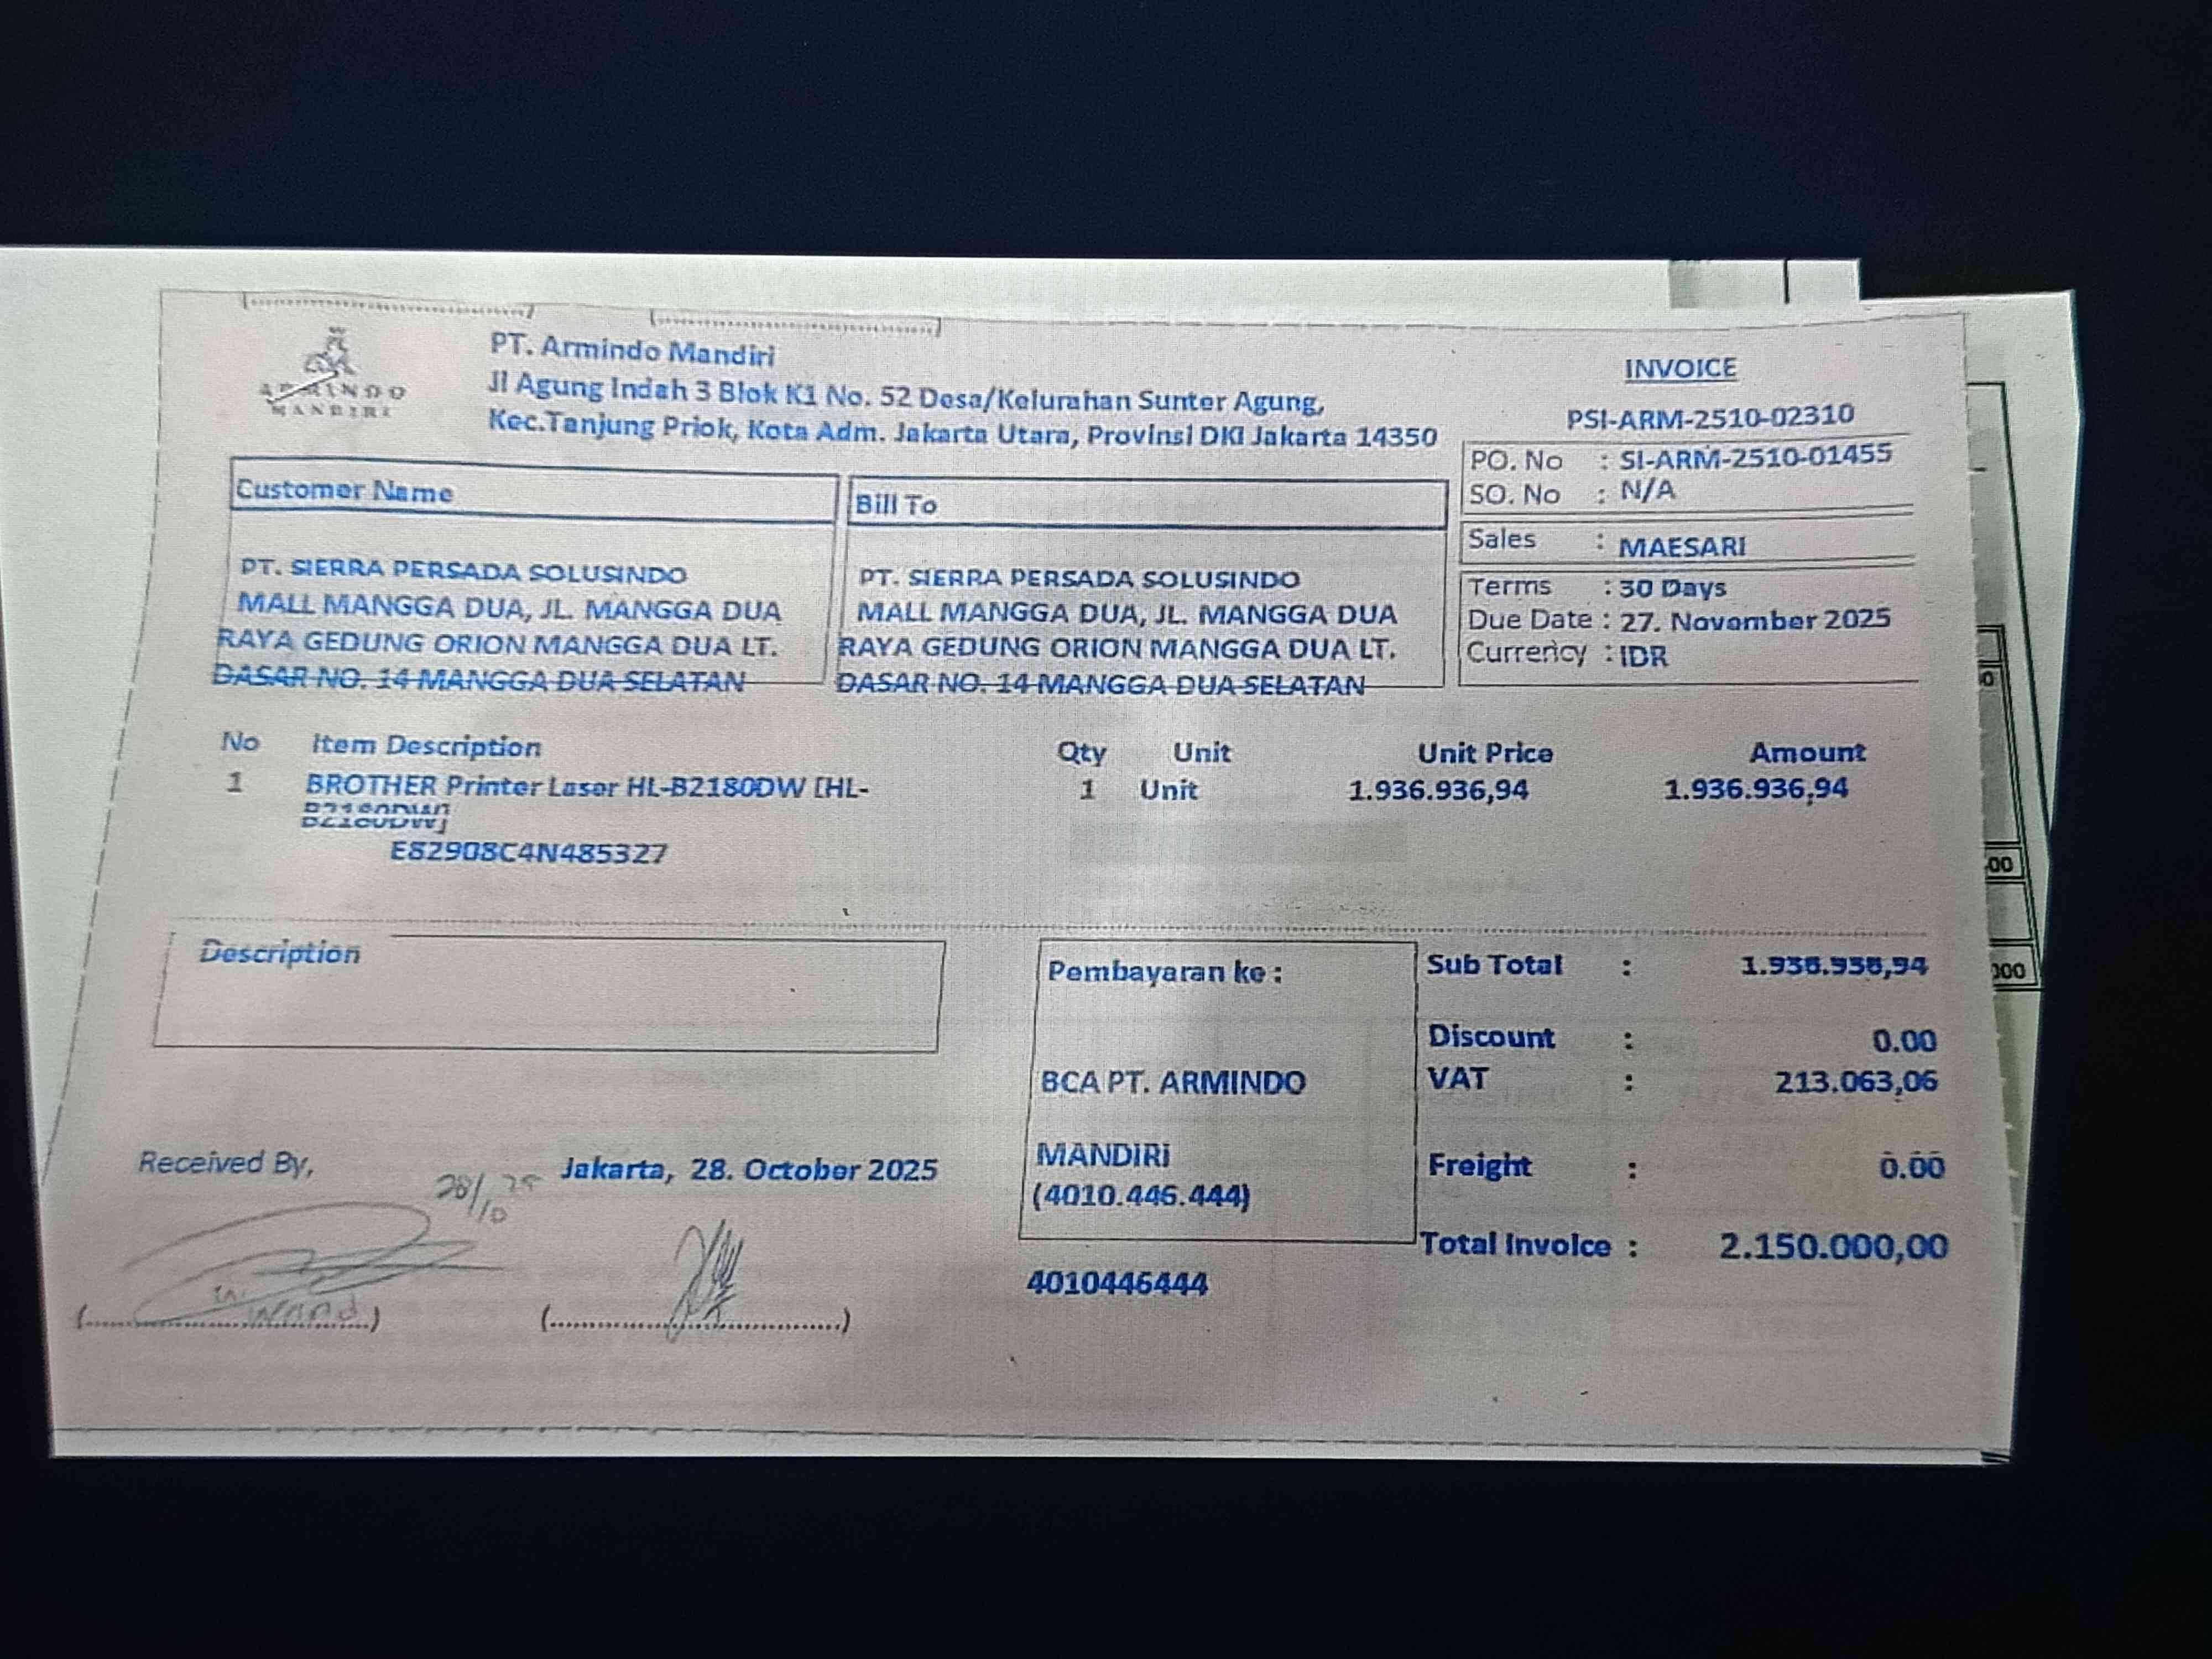 ARMINDO
MANDIRI
PT. Armindo Mandiri
Jl Agung Indah 3 Blok K1 No. 52 Desa/Kelurahan Sunter Agung,
Kec.Tanjung Priok, Kota Adm. Jakarta Utara, Provinsi DKI Jakarta 14350
INVOICE
PSI-ARM-2510-02310
PO. No : SI-ARM-2510-01455
SO. No : N/A
Sales : MAESARI
Terms : 30 Days
Due Date : 27. November 2025
Currency : IDR
Customer Name
PT. SIERRA PERSADA SOLUSINDO
MALL MANGGA DUA, JL. MANGGA DUA
RAYA GEDUNG ORION MANGGA DUA LT.
DASAR NO. 14 MANGGA DUA SELATAN
Bill To
PT. SIERRA PERSADA SOLUSINDO
MALL MANGGA DUA, JL. MANGGA DUA
RAYA GEDUNG ORION MANGGA DUA LT.
DASAR NO. 14 MANGGA DUA SELATAN
No Item Description Qty Unit Unit Price Amount
1 BROTHER Printer Laser HL-B2180DW [HL- 1 Unit 1.936.936,94 1.936.936,94
B2180DW]
E82908C4N485327
Description
Pembayaran ke :
BCA PT. ARMINDO
MANDIRI
(4010.446.444)
4010446444
Sub Total : 1.936.936,94
Discount : 0.00
VAT : 213.063,06
Freight : 0.00
Total Invoice : 2.150.000,00
Received By,
28/10 25
Jakarta, 28. October 2025
(....................)
(....................)
00
000